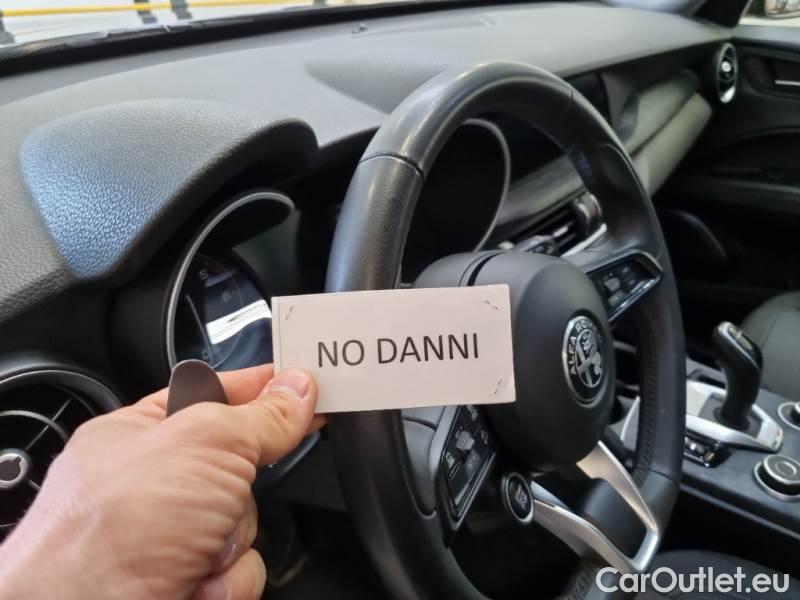 NO DANNI
ALFA ROMEO
CarOutlet.eu